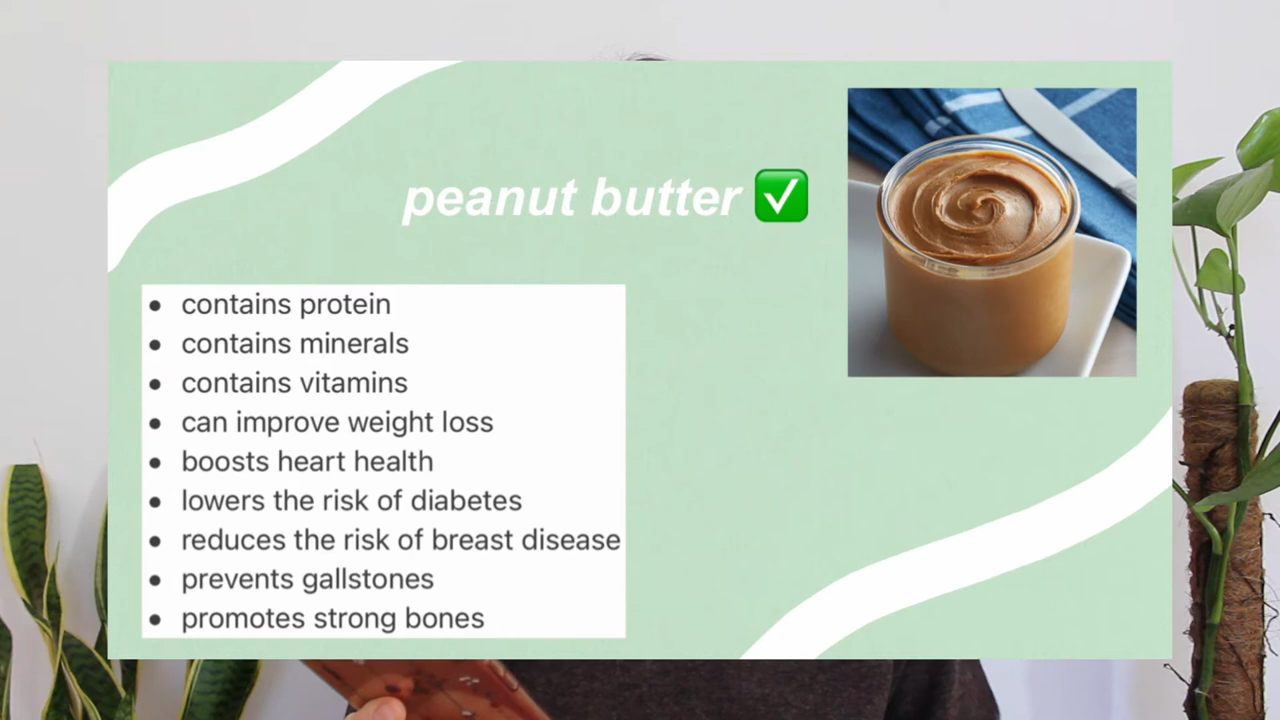 peanut butter ✅
• contains protein
• contains minerals
• contains vitamins
• can improve weight loss
• boosts heart health
• lowers the risk of diabetes
• reduces the risk of breast disease
• prevents gallstones
• promotes strong bones